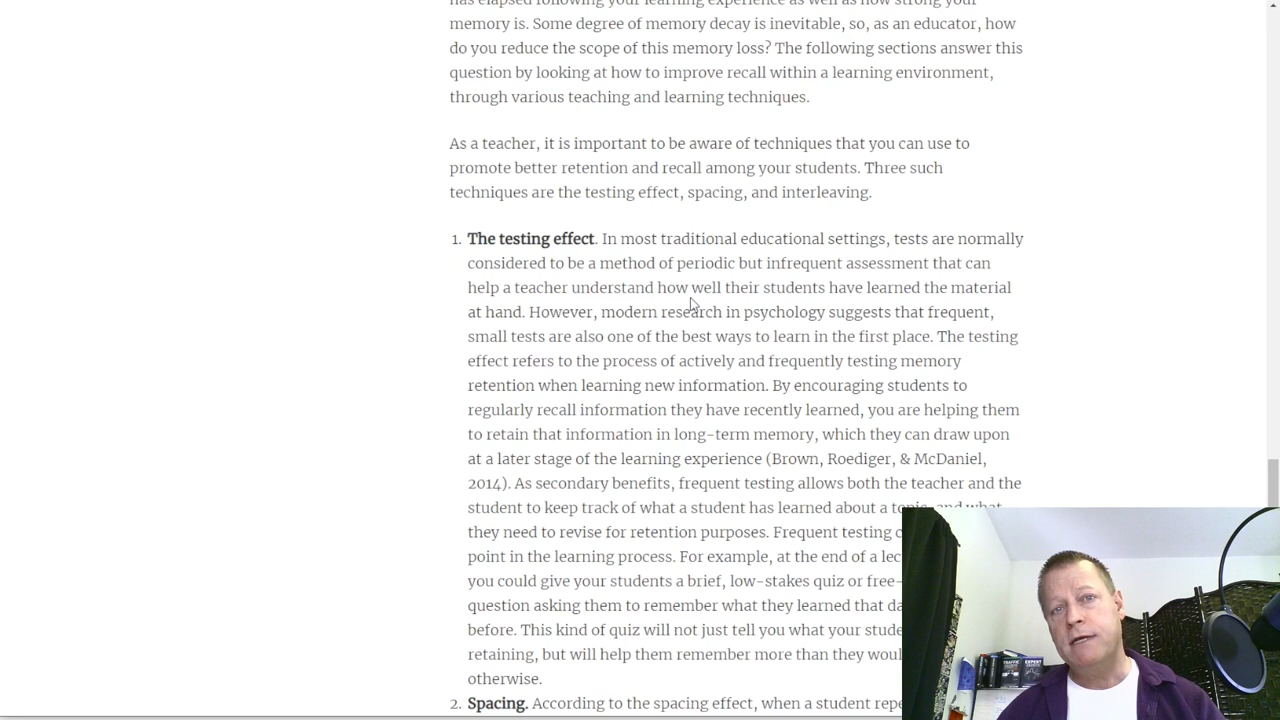 has elapsed following your learning experience as well as how strong your
memory is. Some degree of memory decay is inevitable, so, as an educator, how
do you reduce the scope of this memory loss? The following sections answer this
question by looking at how to improve recall within a learning environment,
through various teaching and learning techniques.
As a teacher, it is important to be aware of techniques that you can use to
promote better retention and recall among your students. Three such
techniques are the testing effect, spacing, and interleaving.
1. The testing effect. In most traditional educational settings, tests are normally
considered to be a method of periodic but infrequent assessment that can
help a teacher understand how well their students have learned the material
at hand. However, modern research in psychology suggests that frequent,
small tests are also one of the best ways to learn in the first place. The testing
effect refers to the process of actively and frequently testing memory
retention when learning new information. By encouraging students to
regularly recall information they have recently learned, you are helping them
to retain that information in long-term memory, which they can draw upon
at a later stage of the learning experience (Brown, Roediger, & McDaniel,
2014). As secondary benefits, frequent testing allows both the teacher and the
student to keep track of what a student has learned about a topic, and what
they need to revise for retention purposes. Frequent testing
point in the learning process. For example, at the end of a
you could give your students a brief, low-stakes quiz or free-
question asking them to remember what they learned that
before. This kind of quiz will not just tell you what your
retaining, but will help them remember more than they
otherwise.
2. Spacing. According to the spacing effect, when a student
TRAFFIC
SECRETS
EXPERT
SECRETS